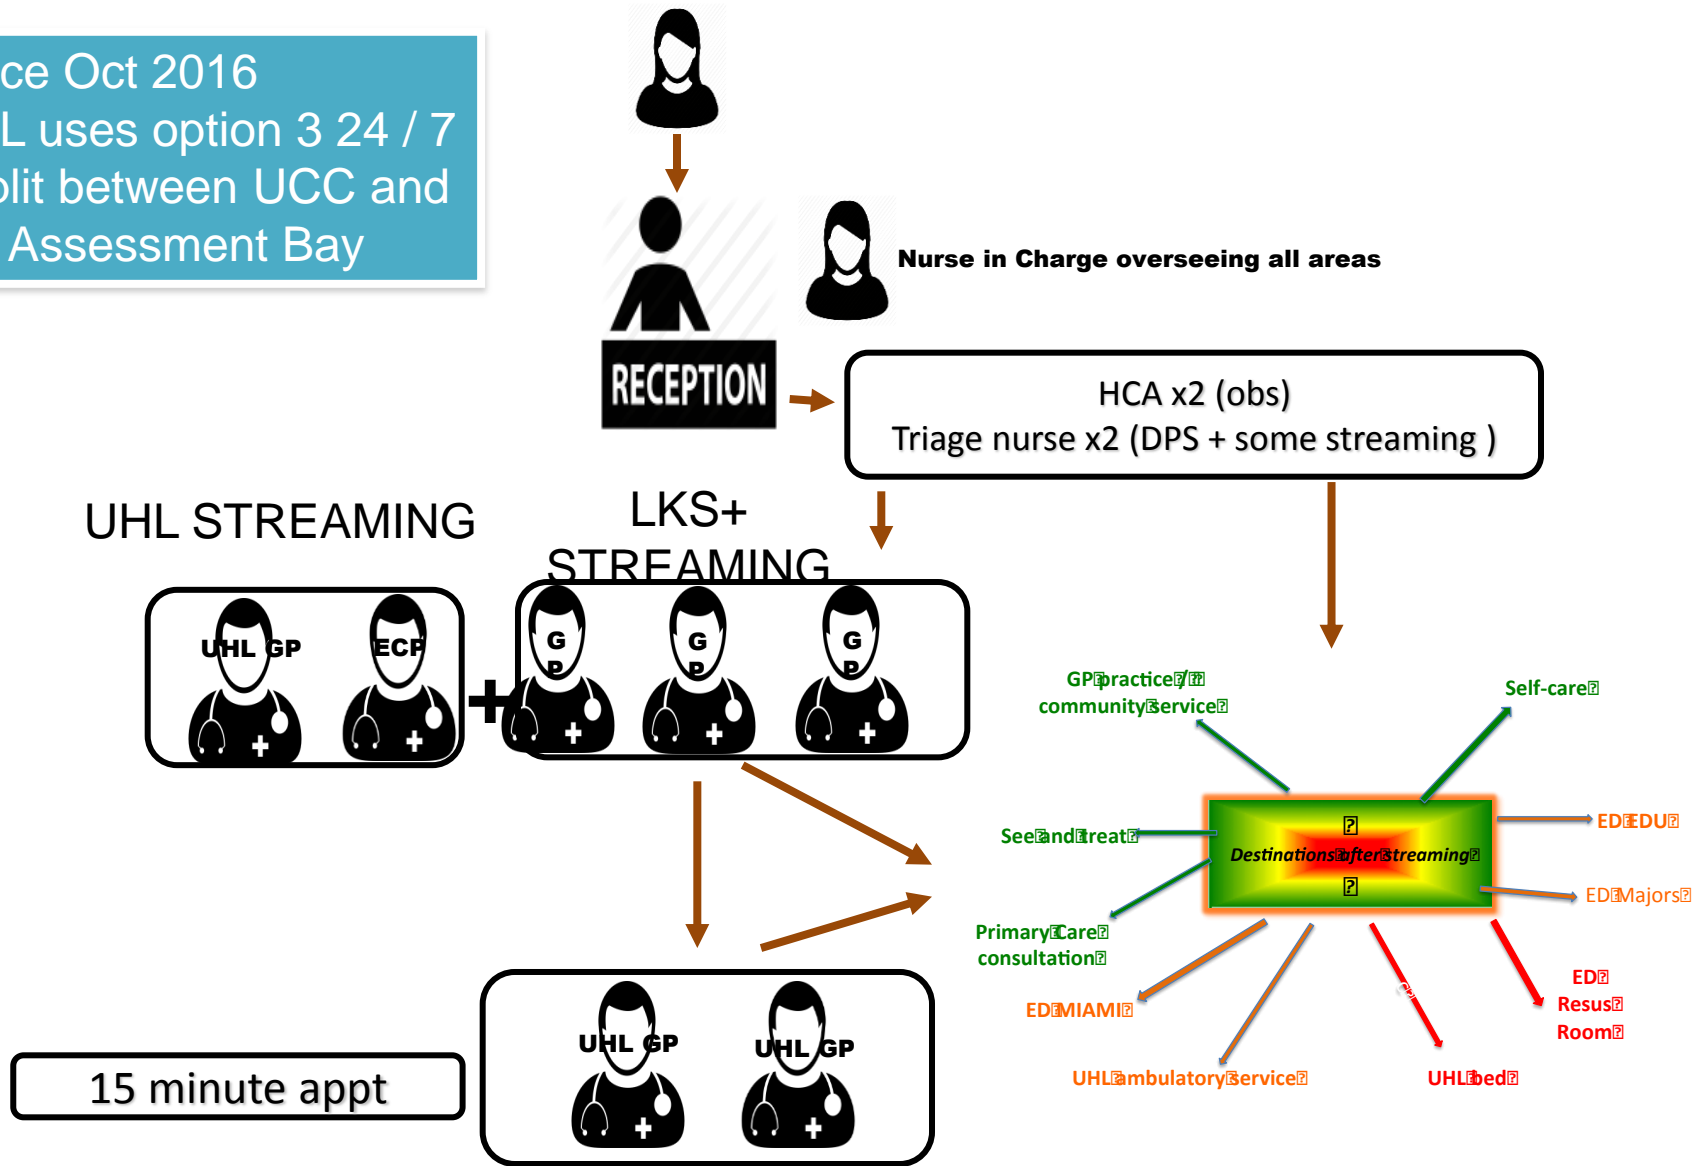 ce Oct 2016
L uses option 3 24 / 7
olit between UCC and
Assessment Bay
Nurse in Charge overseeing all areas
RECEPTION
HCA x2 (obs)
Triage nurse x2 (DPS + some streaming )
UHL STREAMING
LKS+
STREAMING
UHL GP
ECP
+
G
P
G
P
G
P
GP practice /
community service
Self-care
See and treat
Destinations after streaming
ED EDU
ED Majors
Primary Care
consultation
ED MIAMI
ED
Resus
Room
UHL ambulatory service
UHL bed
UHL GP
UHL GP
15 minute appt